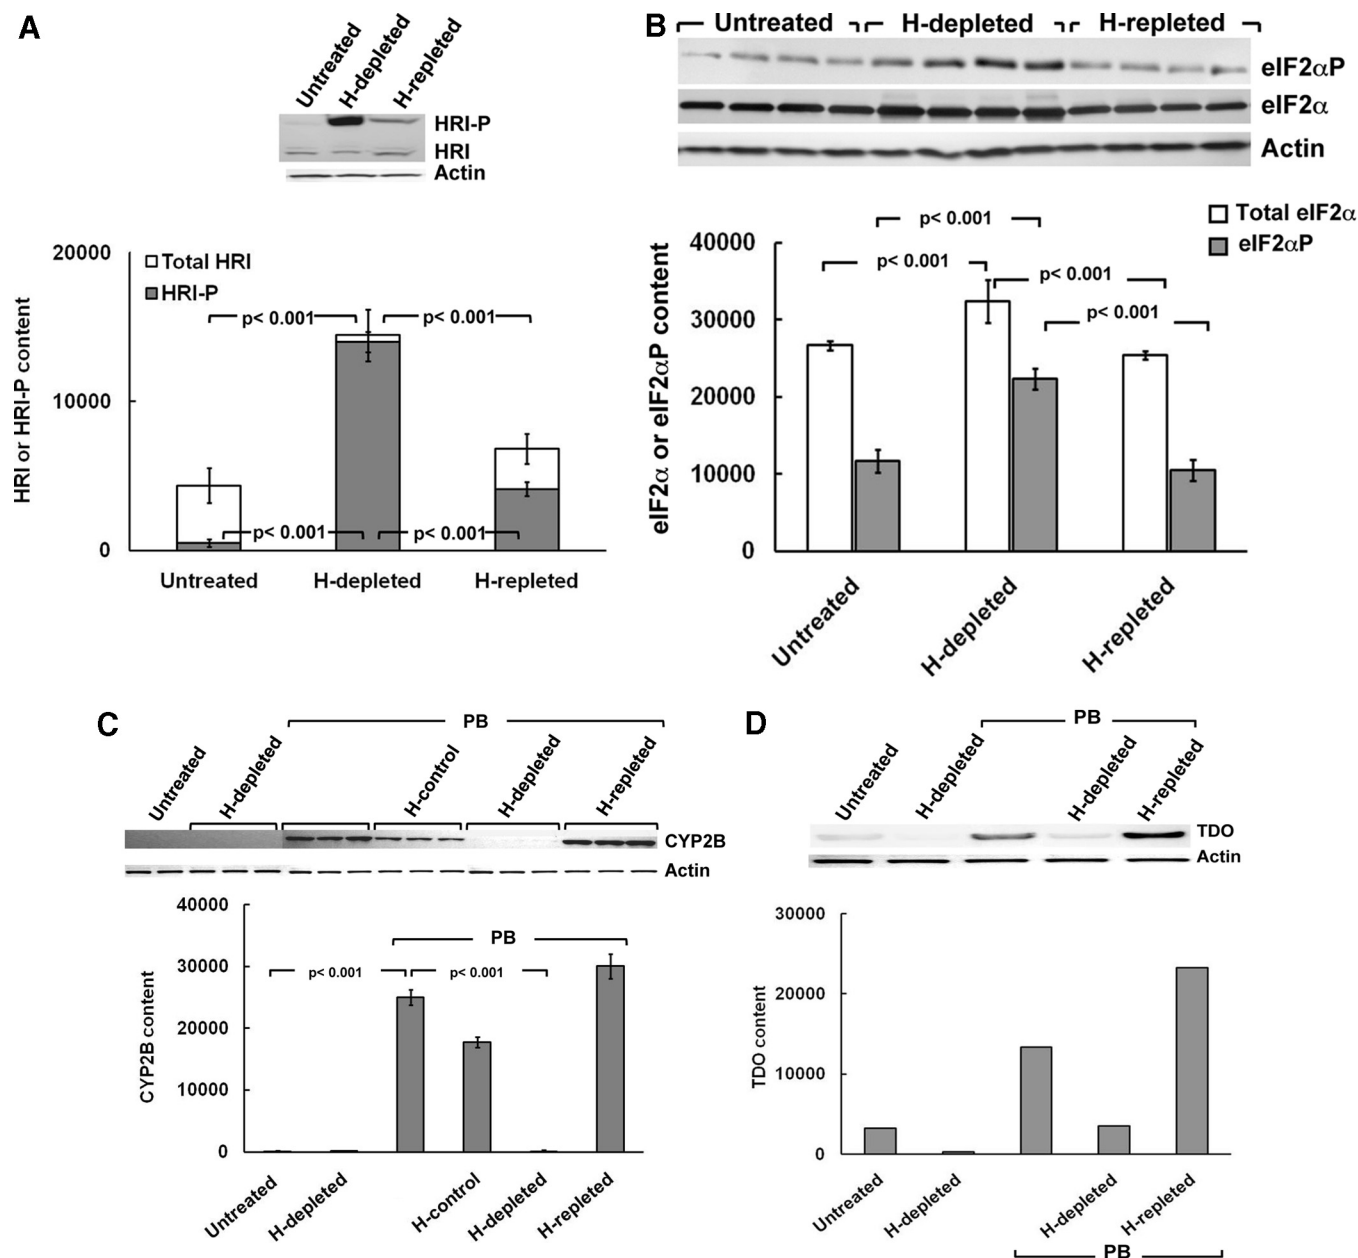 A
Untreated
H-depleted
H-repleted
HRI-P
HRI
Actin
20000
10000
0
HRI or HRI-P content
Total HRI
HRI-P
p< 0.001
p< 0.001
p< 0.001
p< 0.001
Untreated
H-depleted
H-repleted
B
Untreated
H-depleted
H-repleted
eIF2αP
eIF2α
Actin
Total eIF2α
eIF2αP
p< 0.001
p< 0.001
p< 0.001
p< 0.001
40000
30000
20000
10000
0
eIF2α or eIF2αP content
Untreated
H-depleted
H-repleted
C
PB
Untreated
H-depleted
H-control
H-depleted
H-repleted
CYP2B
Actin
40000
30000
20000
10000
0
CYP2B content
PB
p< 0.001
p< 0.001
Untreated
H-depleted
H-control
H-depleted
H-repleted
D
PB
Untreated
H-depleted
H-depleted
H-repleted
TDO
Actin
30000
20000
10000
0
TDO content
Untreated
H-depleted
H-depleted
H-repleted
PB